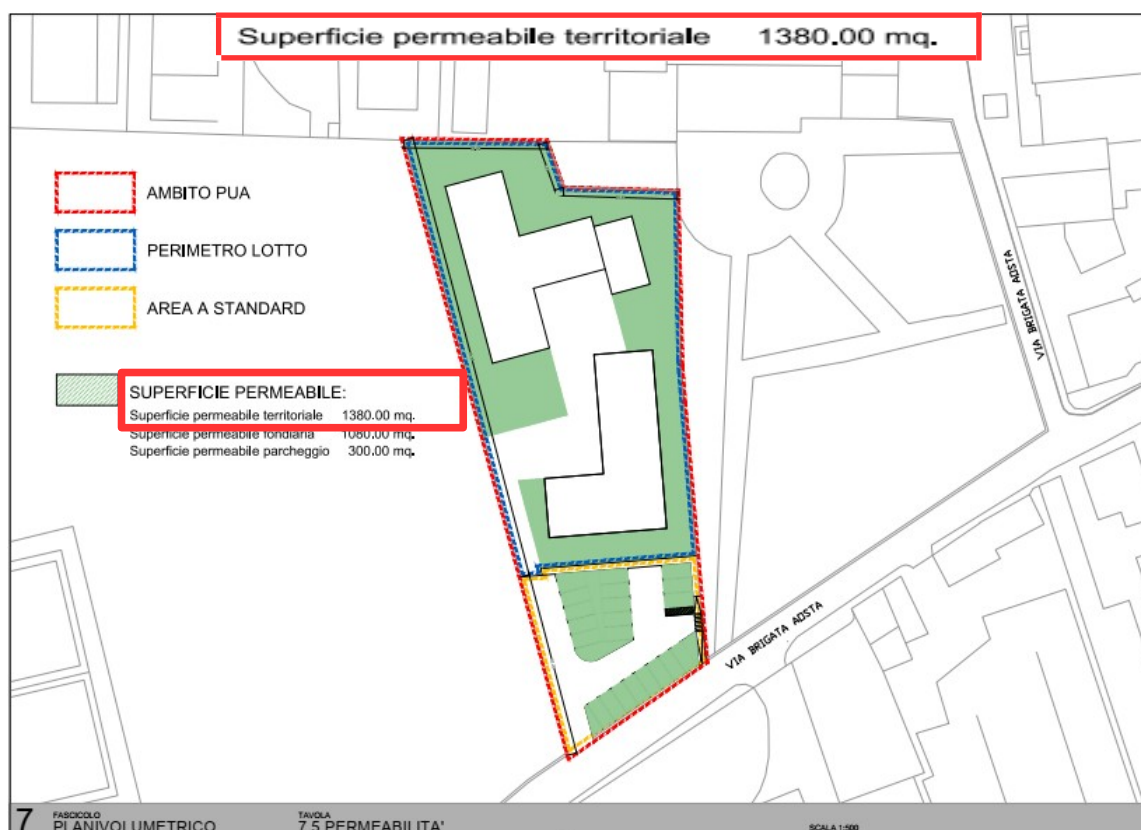 Superficie permeabile territoriale 1380.00 mq.
AMBITO PUA
PERIMETRO LOTTO
AREA A STANDARD
SUPERFICIE PERMEABILE:
Superficie permeabile territoriale 1380.00 mq.
Superficie permeabile fondiaria 1080.00 mq.
Superficie permeabile parcheggio 300.00 mq.
VIA BRIGATA AOSTA
VIA BRIGATA AOSTA
7 FASCICOLO PLANIVOLUMETRICO
TAVOLA 7.5 PERMEABILITA'
SCALA 1:500